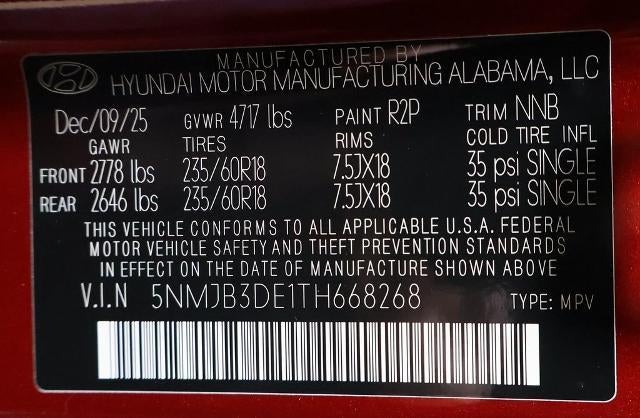 MANUFACTURED BY
HYUNDAI MOTOR MANUFACTURING ALABAMA, LLC
Dec/09/25 GVWR 4717 lbs PAINT R2P TRIM NNB
GAWR TIRES RIMS COLD TIRE INFL
FRONT 2778 lbs 235/60R18 7.5JX18 35 psi SINGLE
REAR 2646 lbs 235/60R18 7.5JX18 35 psi SINGLE
THIS VEHICLE CONFORMS TO ALL APPLICABLE U.S.A. FEDERAL
MOTOR VEHICLE SAFETY AND THEFT PREVENTION STANDARDS
IN EFFECT ON THE DATE OF MANUFACTURE SHOWN ABOVE
V.I.N 5NMJB3DE1TH668268 TYPE: MPV